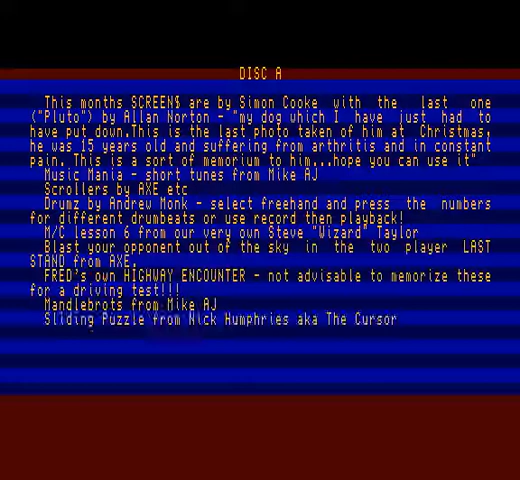 DISC A
This months SCREEN$ are by Simon Cooke with the last one
("Pluto") by Allan Norton - "my dog which I have just had to
have put down.This is the last photo taken of him at Christmas,
he was 15 years old and suffering from arthritis and in constant
pain. This is a sort of memorium to him...hope you can use it"
Music Mania - short tunes from Mike AJ
Scrollers by AXE etc
Drumz by Andrew Monk - select freehand and press the numbers
for different drumbeats or use record then playback!
M/C lesson 6 from our very own Steve "Wizard" Taylor
Blast your opponent out of the sky in the two player LAST
STAND from AXE.
FRED's own HIGHWAY ENCOUNTER - not advisable to memorize these
for a driving test!!!
Mandlebrots from Mike AJ
Sliding Puzzle from Nick Humphries aka The Cursor